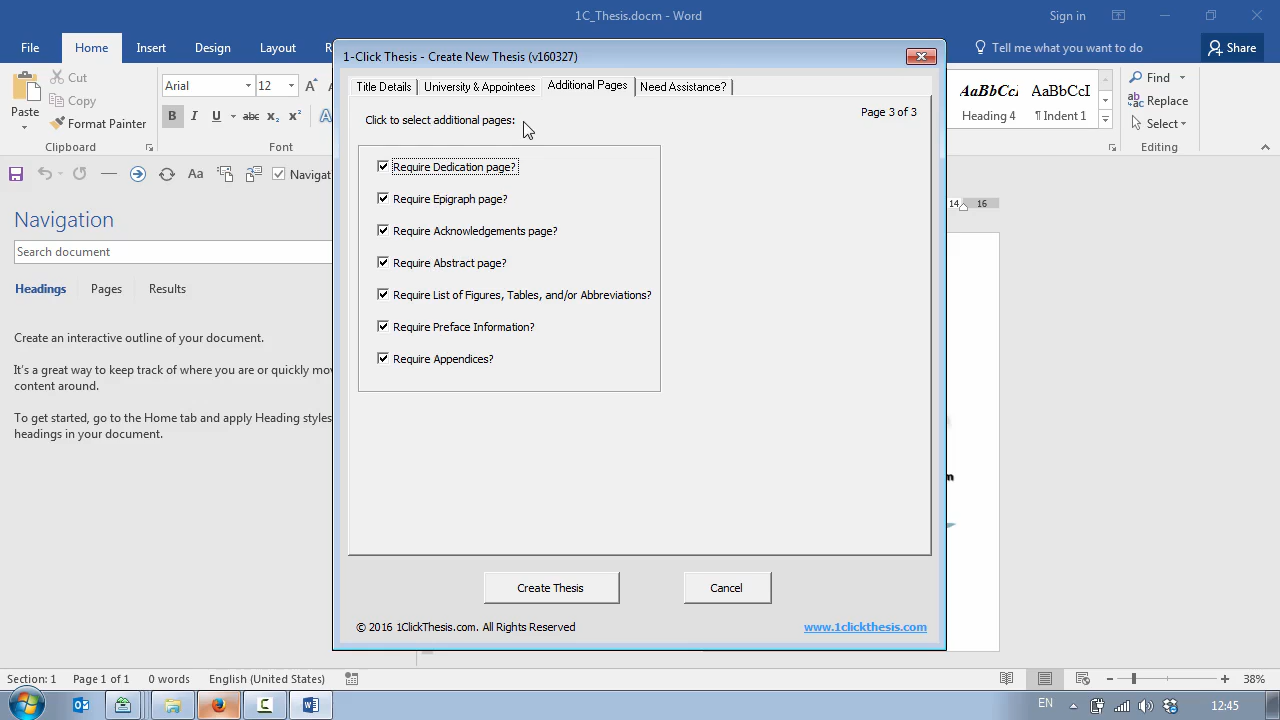 1C_Thesis.docm - Word
Sign in
File
Home
Insert
Design
Layout
Tell me what you want to do
Share
Paste
Cut
Copy
Format Painter
Clipboard
Arial
12
B I U abc x₂ x²
Font
AaBbCcI AaBbCcI
Heading 4
¶ Indent 1
Find
Replace
Select
Editing
Aa
Navigat
Navigation
Search document
Headings
Pages
Results
Create an interactive outline of your document.
It's a great way to keep track of where you are or quickly mov
content around.
To get started, go to the Home tab and apply Heading styles
headings in your document.
14
16
1-Click Thesis - Create New Thesis (v160327)
Title Details
University & Appointees
Additional Pages
Need Assistance?
Page 3 of 3
Click to select additional pages:
Require Dedication page?
Require Epigraph page?
Require Acknowledgements page?
Require Abstract page?
Require List of Figures, Tables, and/or Abbreviations?
Require Preface Information?
Require Appendices?
Create Thesis
Cancel
© 2016 1ClickThesis.com. All Rights Reserved
www.1clickthesis.com
Section: 1
Page 1 of 1
0 words
English (United States)
38%
EN
12:45